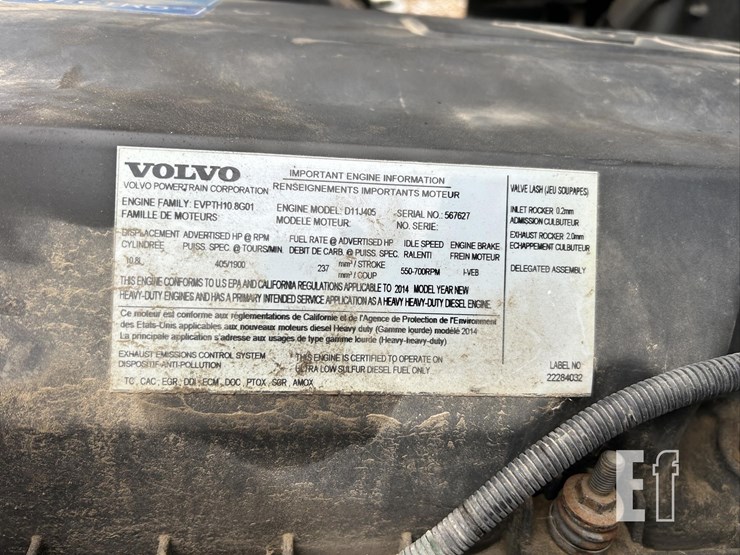 VOLVO
VOLVO POWERTRAIN CORPORATION
IMPORTANT ENGINE INFORMATION
RENSEIGNEMENTS IMPORTANTS MOTEUR
ENGINE FAMILY: EVPTH10.8G01
FAMILLE DE MOTEURS:
ENGINE MODEL: D11J405
MODELE MOTEUR:
SERIAL NO.: 567627
NO. SERIE:
DISPLACEMENT
CYLINDREE
10.8L
ADVERTISED HP @ RPM
PUISS. SPEC @ TOURS/MIN.
405/1900
FUEL RATE @ ADVERTISED HP
DEBIT DE CARB. @ PUISS. SPEC.
237 mm³ / STROKE
mm³ / COUP
IDLE SPEED
RALENTI
550-700RPM
ENGINE BRAKE
FREIN MOTEUR
I-VEB
THIS ENGINE CONFORMS TO U.S EPA AND CALIFORNIA REGULATIONS APPLICABLE TO 2014 MODEL YEAR NEW
HEAVY-DUTY ENGINES AND HAS A PRIMARY INTENDED SERVICE APPLICATION AS A HEAVY HEAVY-DUTY DIESEL ENGINE.
Ce moteur est conforme aux réglementations de Californie et de l'Agence de Protection de l'Environnement
des Etats-Unis applicables aux nouveaux moteurs diesel Heavy duty (Gamme lourde) modèle 2014
La principale application s'adresse aux usages de type gamme lourde (Heavy-heavy-duty)
EXHAUST EMISSIONS CONTROL SYSTEM
DISPOSITIF-ANTI-POLLUTION
THIS ENGINE IS CERTIFIED TO OPERATE ON
ULTRA LOW SULFUR DIESEL FUEL ONLY
TC , CAC , EGR , DDI , ECM , DOC , PTOX , SCR , AMOX
VALVE LASH (JEU SOUPAPES)
INLET ROCKER 0.2mm
ADMISSION CULBUTEUR
EXHAUST ROCKER 2.0mm
ECHAPPEMENT CULBUTEUR
DELEGATED ASSEMBLY
LABEL NO
22284032
Ef